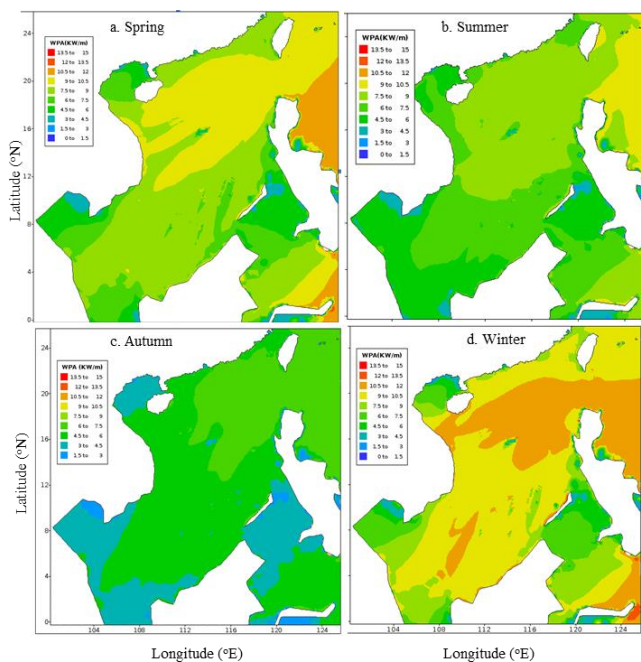 a. Spring
WPA(KW/m)
13.5 to 15
12 to 13.5
10.5 to 12
9 to 10.5
7.5 to 9
6 to 7.5
4.5 to 6
3 to 4.5
1.5 to 3
0 to 1.5
24
20
16
12
8
4
0
b. Summer
WPA(KW/m)
13.5 to 15
12 to 13.5
10.5 to 12
9 to 10.5
7.5 to 9
6 to 7.5
4.5 to 6
3 to 4.5
1.5 to 3
0 to 1.5
Latitude (°N)
c. Autumn
WPA (KW/m)
13.5 to 15
12 to 13.5
10.5 to 12
9 to 10.5
7.5 to 9
6 to 7.5
4.5 to 6
3 to 4.5
1.5 to 3
24
20
16
12
8
4
0
104 108 112 116 120 124
d. Winter
WPA(KW/m)
13.5 to 15
12 to 13.5
10.5 to 12
9 to 10.5
7.5 to 9
6 to 7.5
4.5 to 6
3 to 4.5
1.5 to 3
0 to 1.5
104 108 112 116 120 124
Latitude (°N)
Longitude (°E)
Longitude (°E)